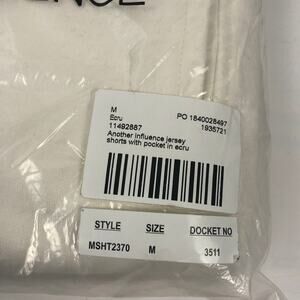 ENCE
M PO 1840028497
Ecru 1935721
11492887
Another influence jersey
shorts with pocket in ecru
STYLE SIZE DOCKET NO
MSHT2370 M 3511